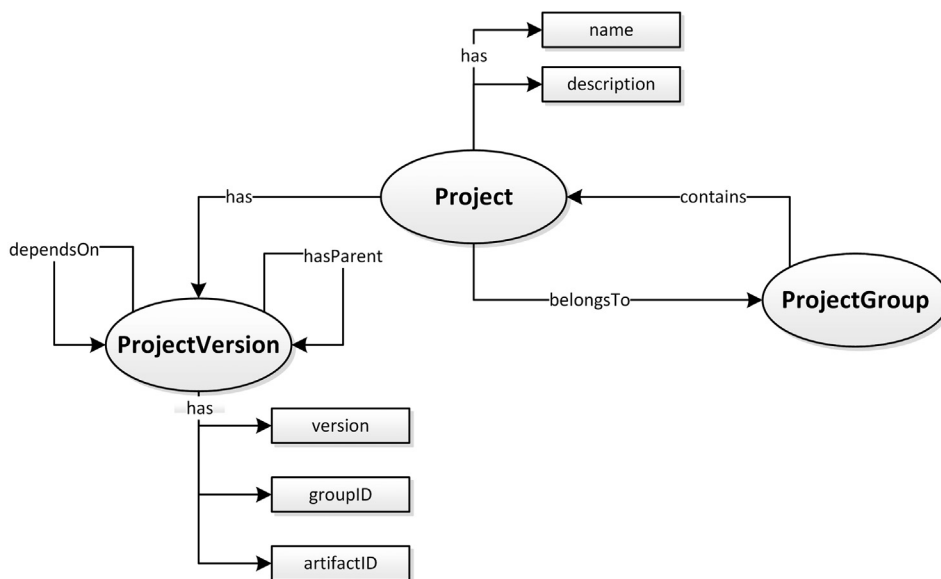 name
has
description
Project
has
contains
dependsOn
hasParent
belongsTo
ProjectGroup
ProjectVersion
has
version
groupID
artifactID